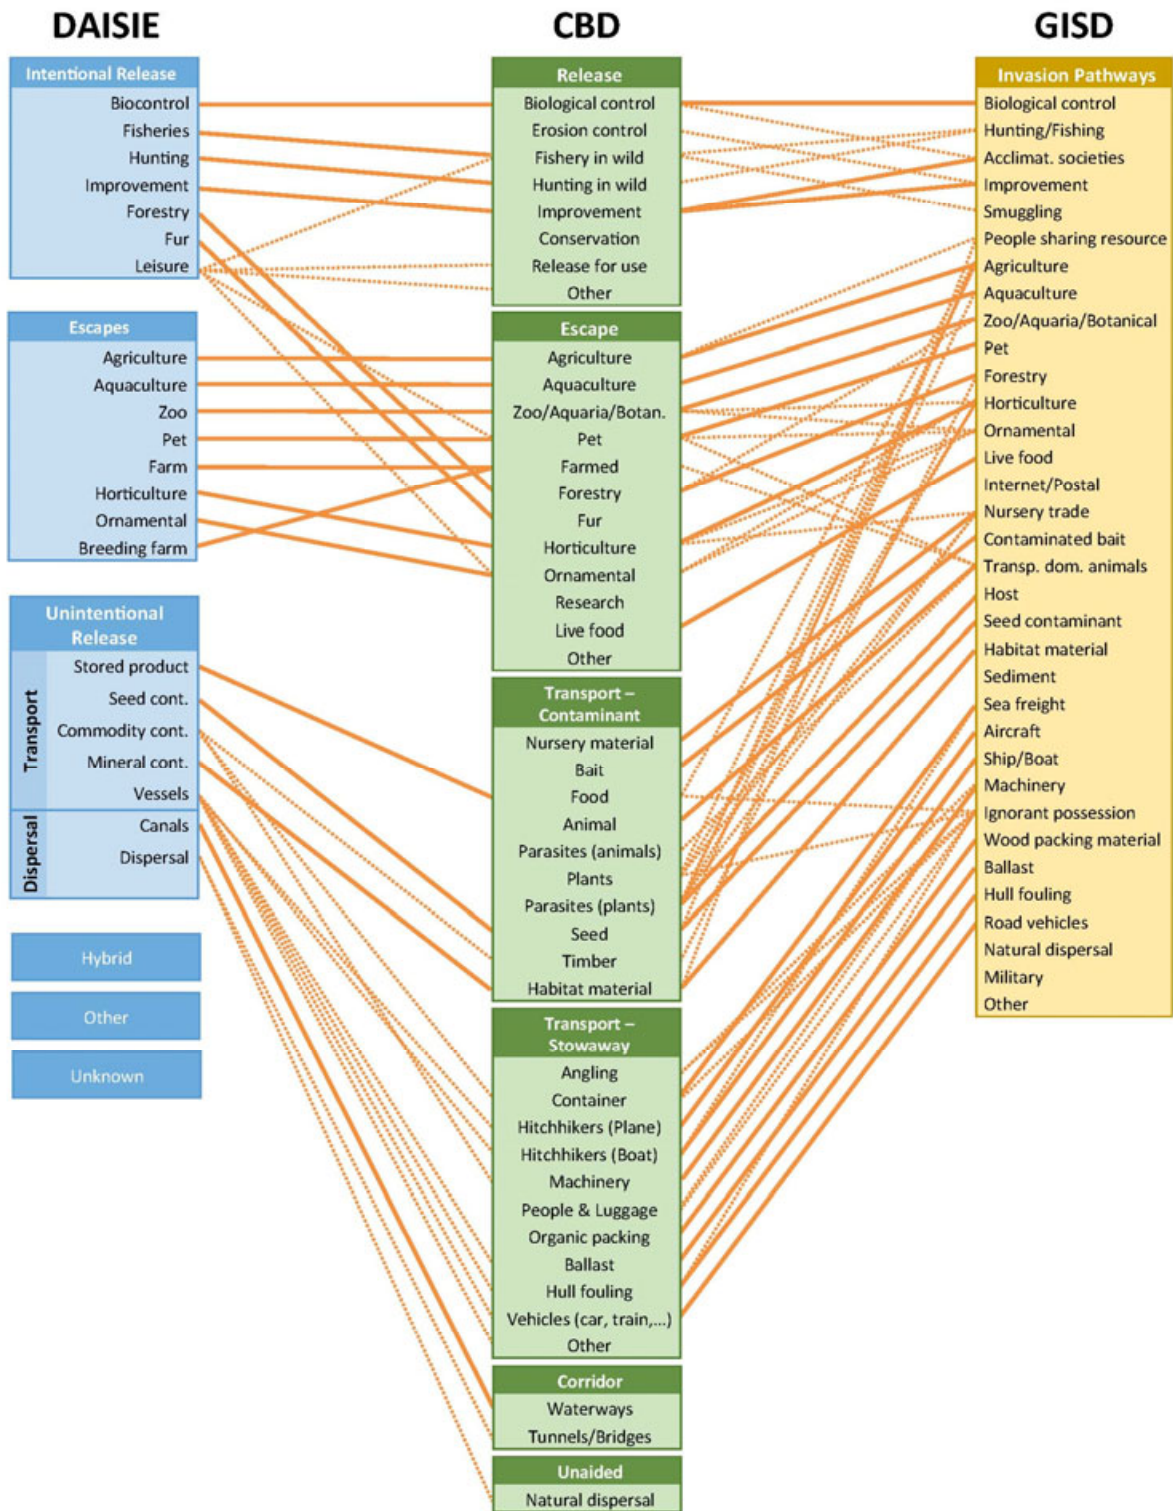 DAISIE
Intentional Release
Biocontrol
Fisheries
Hunting
Improvement
Forestry
Fur
Leisure
Escapes
Agriculture
Aquaculture
Zoo
Pet
Farm
Horticulture
Ornamental
Breeding farm
Unintentional
Release
Transport
Stored product
Seed cont.
Commodity cont.
Mineral cont.
Vessels
Dispersal
Canals
Dispersal
Hybrid
Other
Unknown
CBD
Release
Biological control
Erosion control
Fishery in wild
Hunting in wild
Improvement
Conservation
Release for use
Other
Escape
Agriculture
Aquaculture
Zoo/Aquaria/Botan.
Pet
Farmed
Forestry
Fur
Horticulture
Ornamental
Research
Live food
Other
Transport –
Contaminant
Nursery material
Bait
Food
Animal
Parasites (animals)
Plants
Parasites (plants)
Seed
Timber
Habitat material
Transport –
Stowaway
Angling
Container
Hitchhikers (Plane)
Hitchhikers (Boat)
Machinery
People & Luggage
Organic packing
Ballast
Hull fouling
Vehicles (car, train,...)
Other
Corridor
Waterways
Tunnels/Bridges
Unaided
Natural dispersal
GISD
Invasion Pathways
Biological control
Hunting/Fishing
Acclimat. societies
Improvement
Smuggling
People sharing resource
Agriculture
Aquaculture
Zoo/Aquaria/Botanical
Pet
Forestry
Horticulture
Ornamental
Live food
Internet/Postal
Nursery trade
Contaminated bait
Transp. dom. animals
Host
Seed contaminant
Habitat material
Sediment
Sea freight
Aircraft
Ship/Boat
Machinery
Ignorant possession
Wood packing material
Ballast
Hull fouling
Road vehicles
Natural dispersal
Military
Other